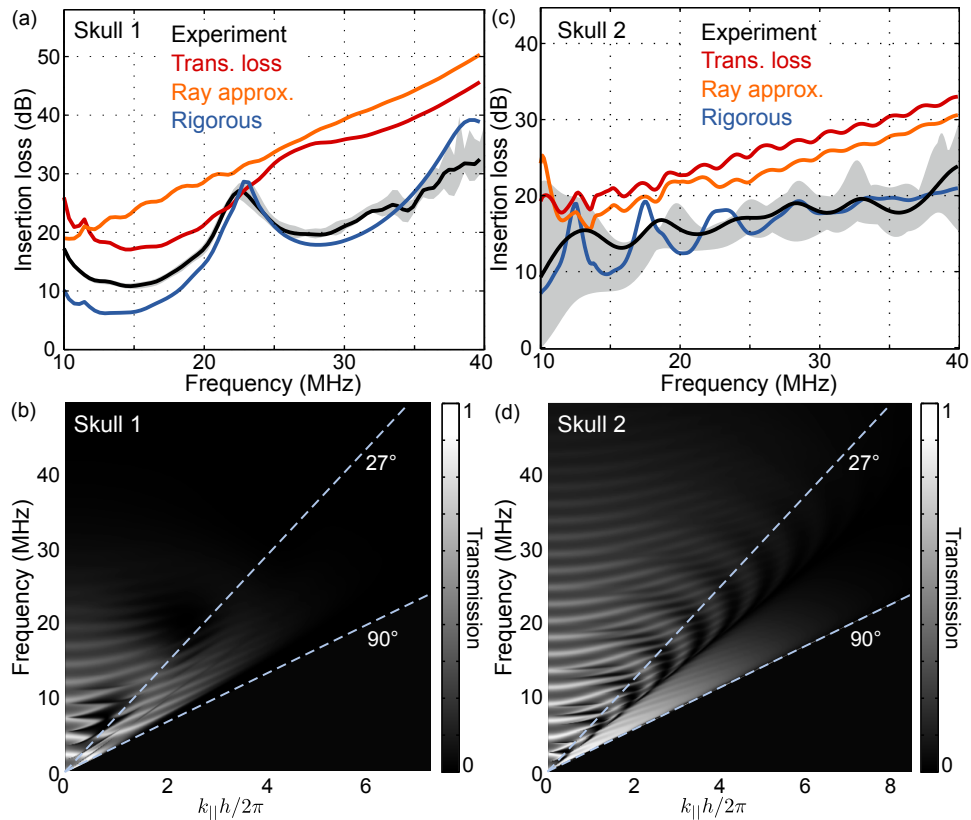 (a)
Skull 1
Experiment
Trans. loss
Ray approx.
Rigorous
Insertion loss (dB)
50
40
30
20
10
0
10
20
30
40
Frequency (MHz)
(c)
Skull 2
Experiment
Trans. loss
Ray approx.
Rigorous
Insertion loss (dB)
40
30
20
10
0
10
20
30
40
Frequency (MHz)
(b)
Skull 1
27°
90°
Frequency (MHz)
40
30
20
10
0
0
2
4
6
k||h/2π
1
Transmission
0
(d)
Skull 2
27°
90°
Frequency (MHz)
40
30
20
10
0
0
2
4
6
8
k||h/2π
1
Transmission
0